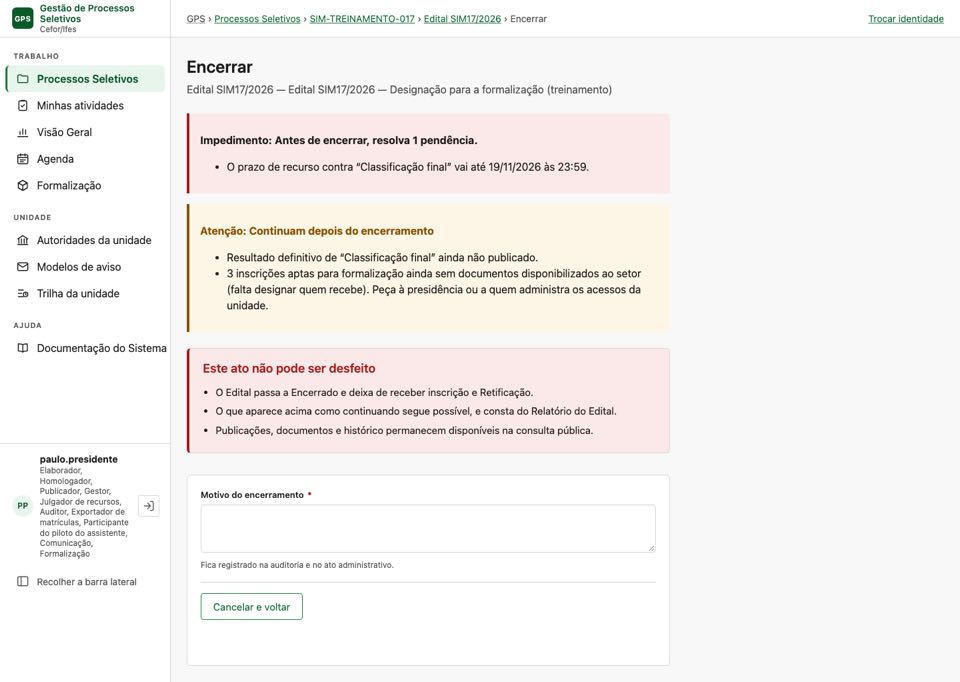 GPS
Gestão de Processos
Seletivos
Cefor/Ifes
GPS › Processos Seletivos › SIM-TREINAMENTO-017 › Edital SIM17/2026 › Encerrar
Trocar identidade
TRABALHO
Processos Seletivos
Minhas atividades
Visão Geral
Agenda
Formalização
UNIDADE
Autoridades da unidade
Modelos de aviso
Trilha da unidade
AJUDA
Documentação do Sistema
PP
paulo.presidente
Elaborador,
Homologador,
Publicador, Gestor,
Julgador de recursos,
Auditor, Exportador de
matrículas, Participante
do piloto do assistente,
Comunicação,
Formalização
Recolher a barra lateral
Encerrar
Edital SIM17/2026 — Edital SIM17/2026 — Designação para a formalização (treinamento)
Impedimento: Antes de encerrar, resolva 1 pendência.
• O prazo de recurso contra “Classificação final” vai até 19/11/2026 às 23:59.
Atenção: Continuam depois do encerramento
• Resultado definitivo de “Classificação final” ainda não publicado.
• 3 inscrições aptas para formalização ainda sem documentos disponibilizados ao setor
(falta designar quem recebe). Peça à presidência ou a quem administra os acessos da
unidade.
Este ato não pode ser desfeito
• O Edital passa a Encerrado e deixa de receber inscrição e Retificação.
• O que aparece acima como continuando segue possível, e consta do Relatório do Edital.
• Publicações, documentos e histórico permanecem disponíveis na consulta pública.
Motivo do encerramento *
Fica registrado na auditoria e no ato administrativo.
Cancelar e voltar